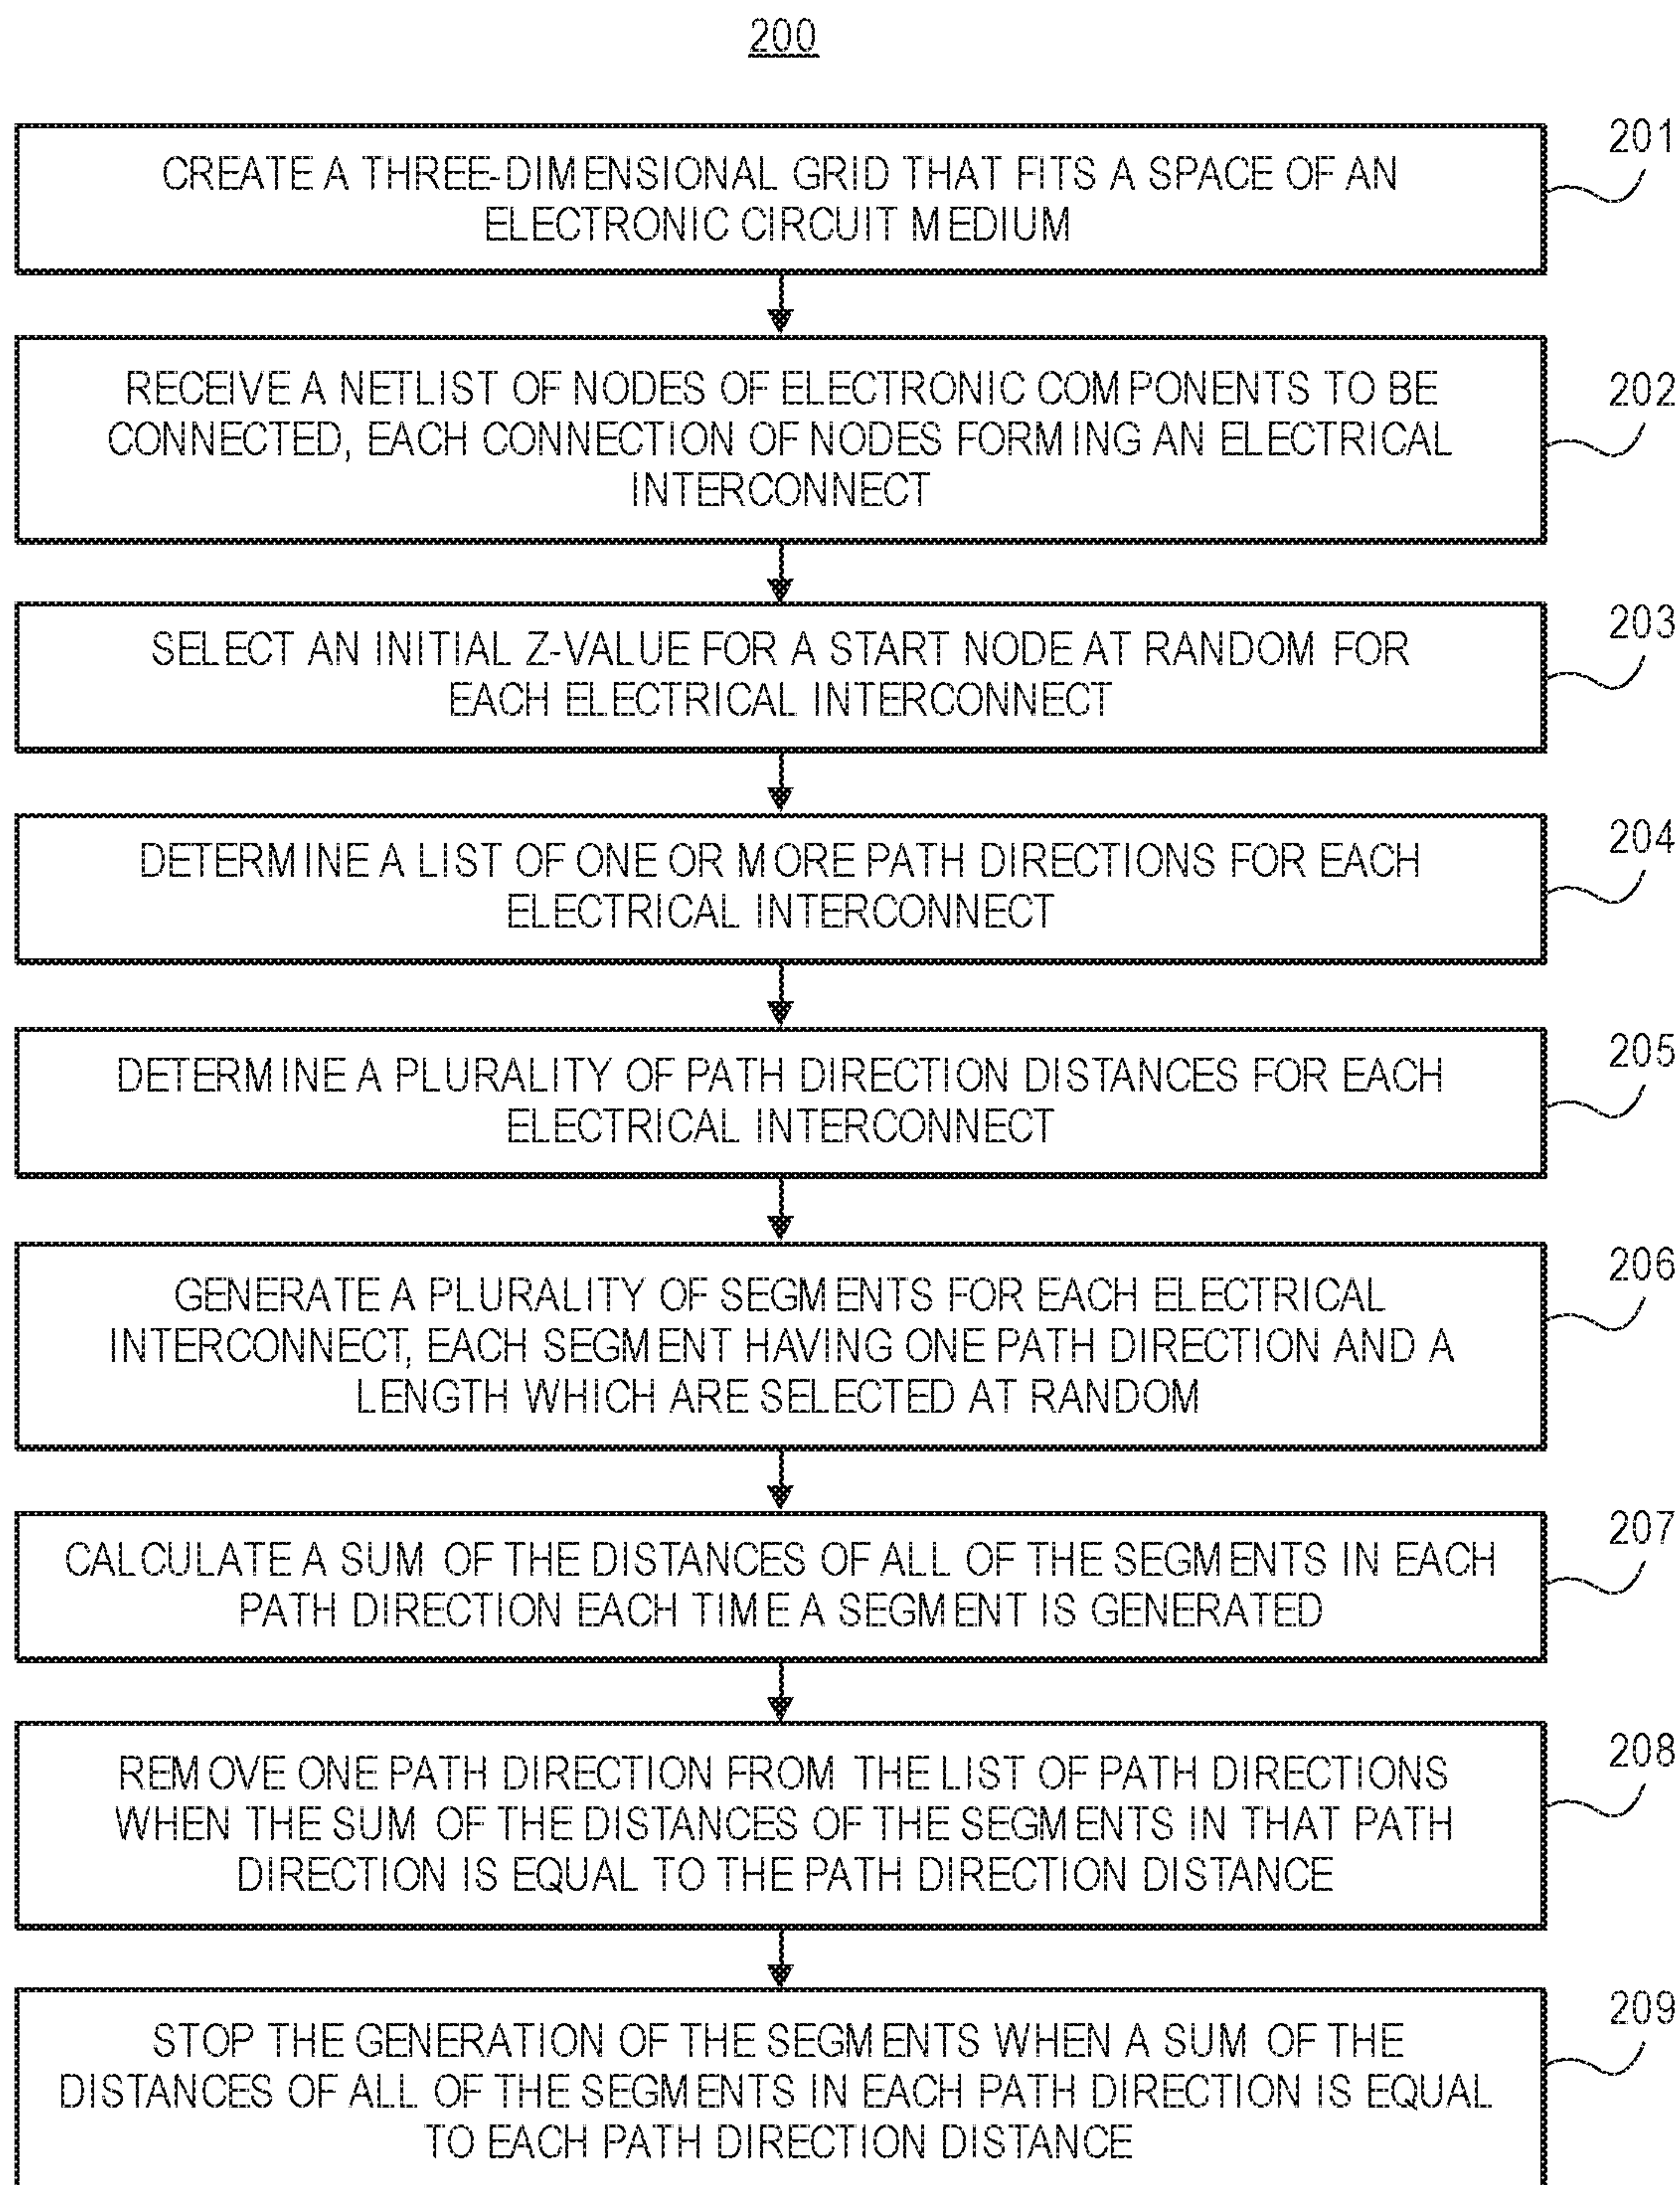 200
201
CREATE A THREE-DIMENSIONAL GRID THAT FITS A SPACE OF AN
ELECTRONIC CIRCUIT MEDIUM
202
RECEIVE A NETLIST OF NODES OF ELECTRONIC COMPONENTS TO BE
CONNECTED, EACH CONNECTION OF NODES FORMING AN ELECTRICAL
INTERCONNECT
203
SELECT AN INITIAL Z-VALUE FOR A START NODE AT RANDOM FOR
EACH ELECTRICAL INTERCONNECT
204
DETERMINE A LIST OF ONE OR MORE PATH DIRECTIONS FOR EACH
ELECTRICAL INTERCONNECT
205
DETERMINE A PLURALITY OF PATH DIRECTION DISTANCES FOR EACH
ELECTRICAL INTERCONNECT
206
GENERATE A PLURALITY OF SEGMENTS FOR EACH ELECTRICAL
INTERCONNECT, EACH SEGMENT HAVING ONE PATH DIRECTION AND A
LENGTH WHICH ARE SELECTED AT RANDOM
207
CALCULATE A SUM OF THE DISTANCES OF ALL OF THE SEGMENTS IN EACH
PATH DIRECTION EACH TIME A SEGMENT IS GENERATED
208
REMOVE ONE PATH DIRECTION FROM THE LIST OF PATH DIRECTIONS
WHEN THE SUM OF THE DISTANCES OF THE SEGMENTS IN THAT PATH
DIRECTION IS EQUAL TO THE PATH DIRECTION DISTANCE
209
STOP THE GENERATION OF THE SEGMENTS WHEN A SUM OF THE
DISTANCES OF ALL OF THE SEGMENTS IN EACH PATH DIRECTION IS EQUAL
TO EACH PATH DIRECTION DISTANCE